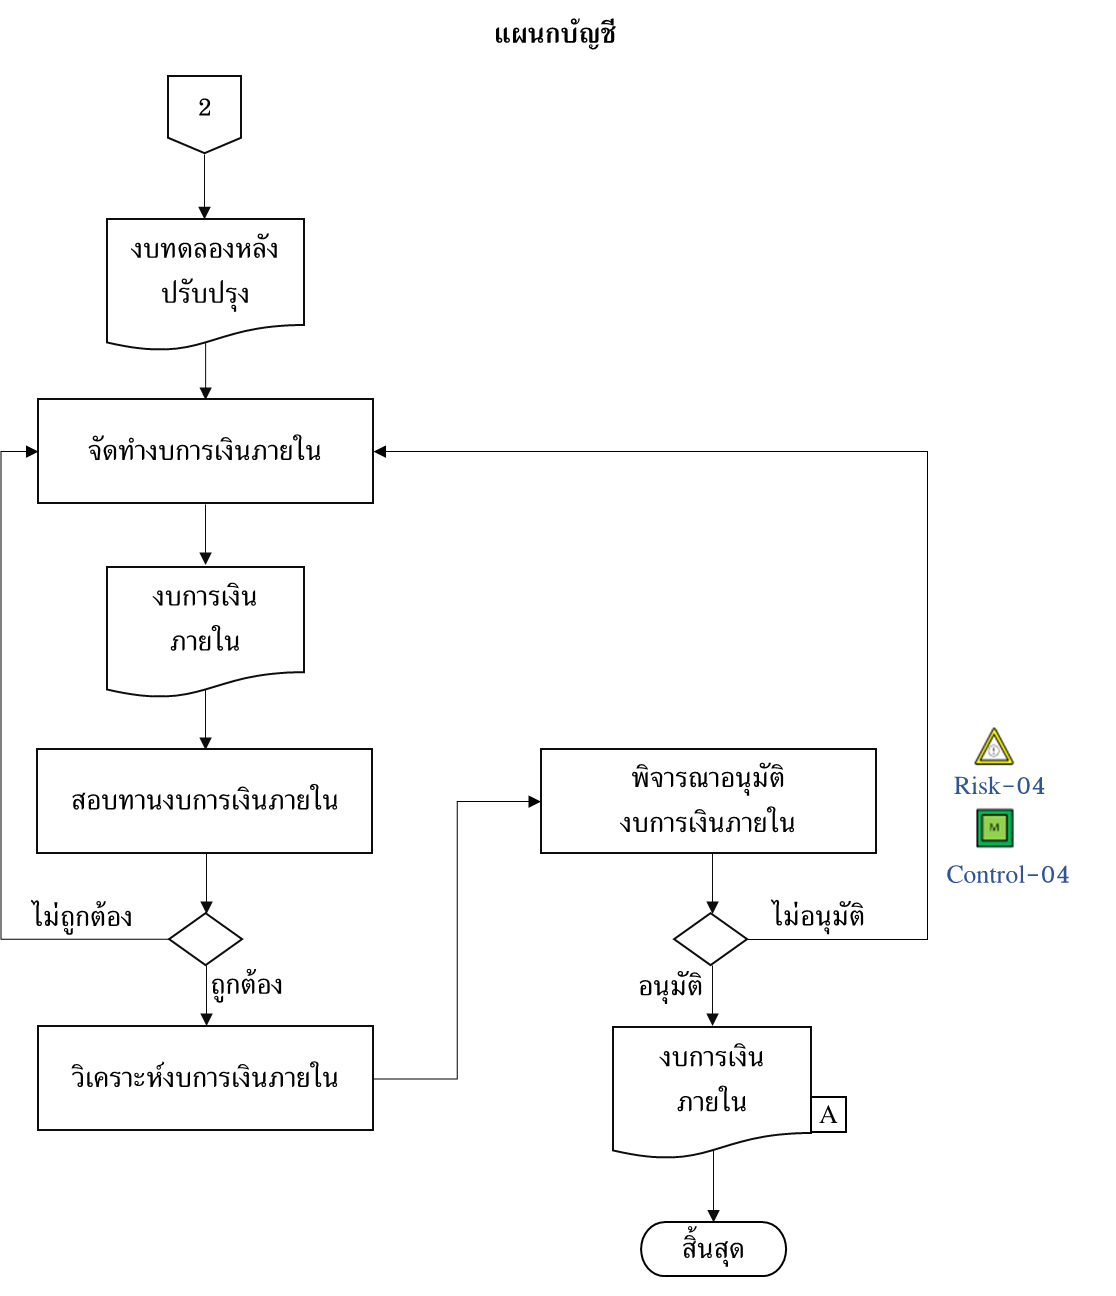 แผนกบัญชี
2
งบทดลองหลัง
ปรับปรุง
จัดทำงบการเงินภายใน
งบการเงิน
ภายใน
สอบทานงบการเงินภายใน
ไม่ถูกต้อง
ถูกต้อง
วิเคราะห์งบการเงินภายใน
พิจารณาอนุมัติ
งบการเงินภายใน
Risk-04
M
Control-04
ไม่อนุมัติ
อนุมัติ
งบการเงิน
ภายใน
A
สิ้นสุด